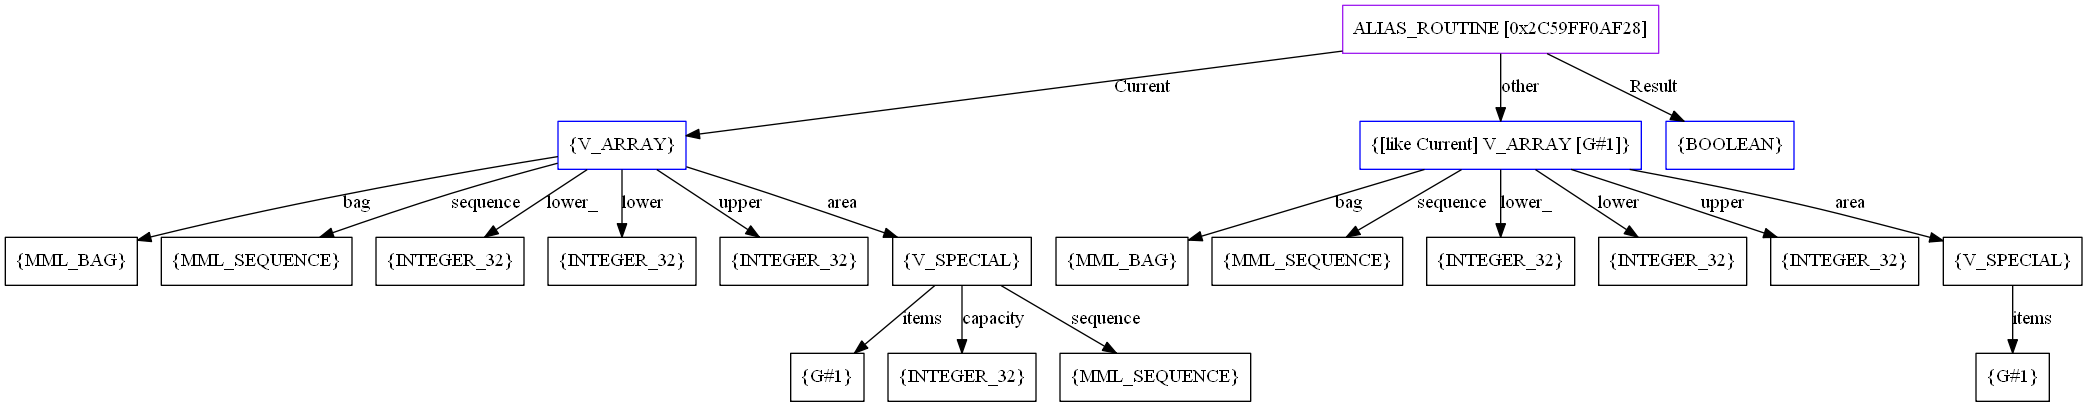 ALIAS_ROUTINE [0x2C59FF0AF28]
Current
other
Result
{V_ARRAY}
{[like Current] V_ARRAY [G#1]}
{BOOLEAN}
bag
sequence
lower_
lower
upper
area
bag
sequence
lower_
lower
upper
area
{MML_BAG}
{MML_SEQUENCE}
{INTEGER_32}
{INTEGER_32}
{INTEGER_32}
{V_SPECIAL}
{MML_BAG}
{MML_SEQUENCE}
{INTEGER_32}
{INTEGER_32}
{INTEGER_32}
{V_SPECIAL}
items
capacity
sequence
items
{G#1}
{INTEGER_32}
{MML_SEQUENCE}
{G#1}